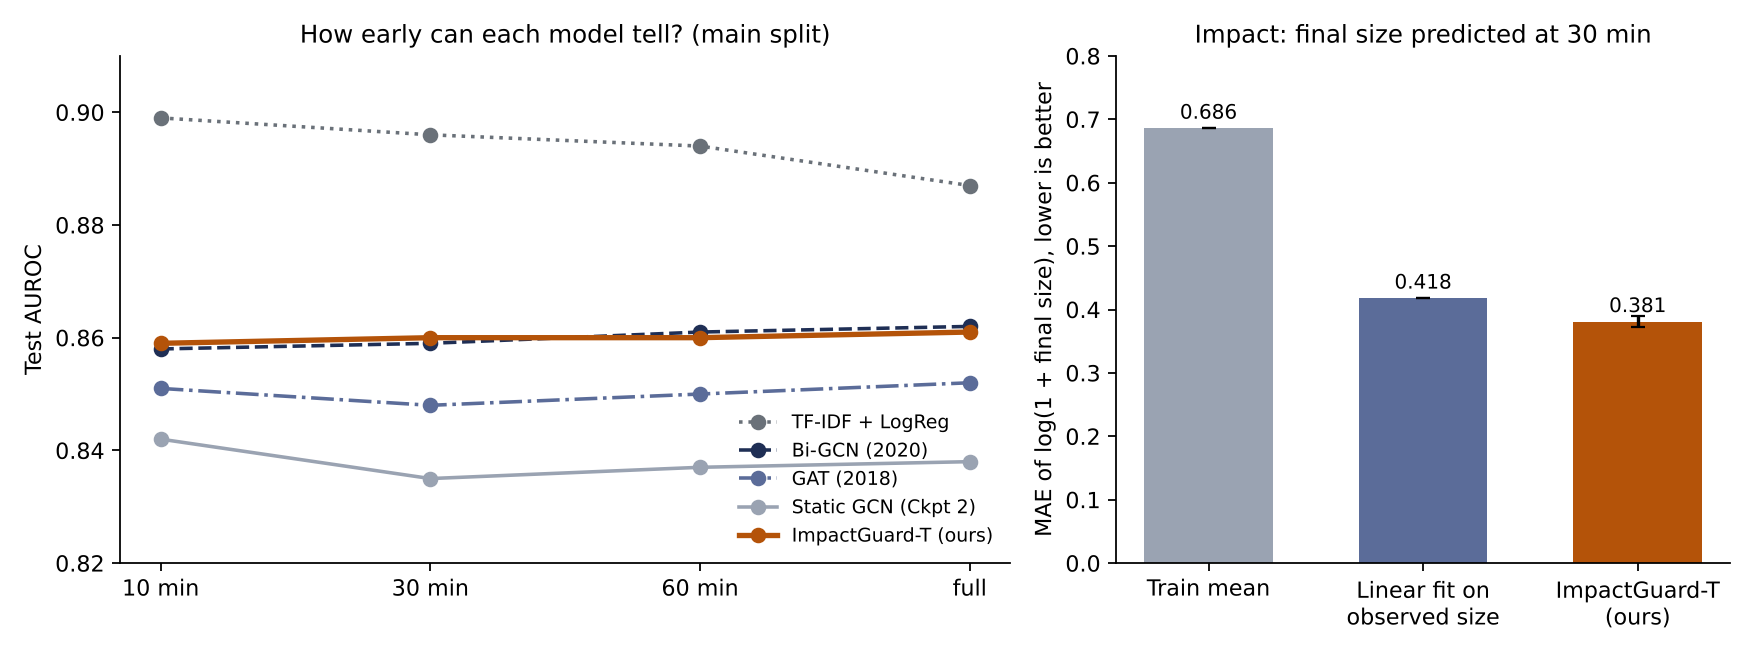 How early can each model tell? (main split)
Test AUROC
0.90
0.88
0.86
0.84
0.82
10 min
30 min
60 min
full
TF-IDF + LogReg
Bi-GCN (2020)
GAT (2018)
Static GCN (Ckpt 2)
ImpactGuard-T (ours)
Impact: final size predicted at 30 min
MAE of log(1 + final size), lower is better
0.8
0.7
0.6
0.5
0.4
0.3
0.2
0.1
0.0
0.686
0.418
0.381
Train mean
Linear fit on
observed size
ImpactGuard-T
(ours)